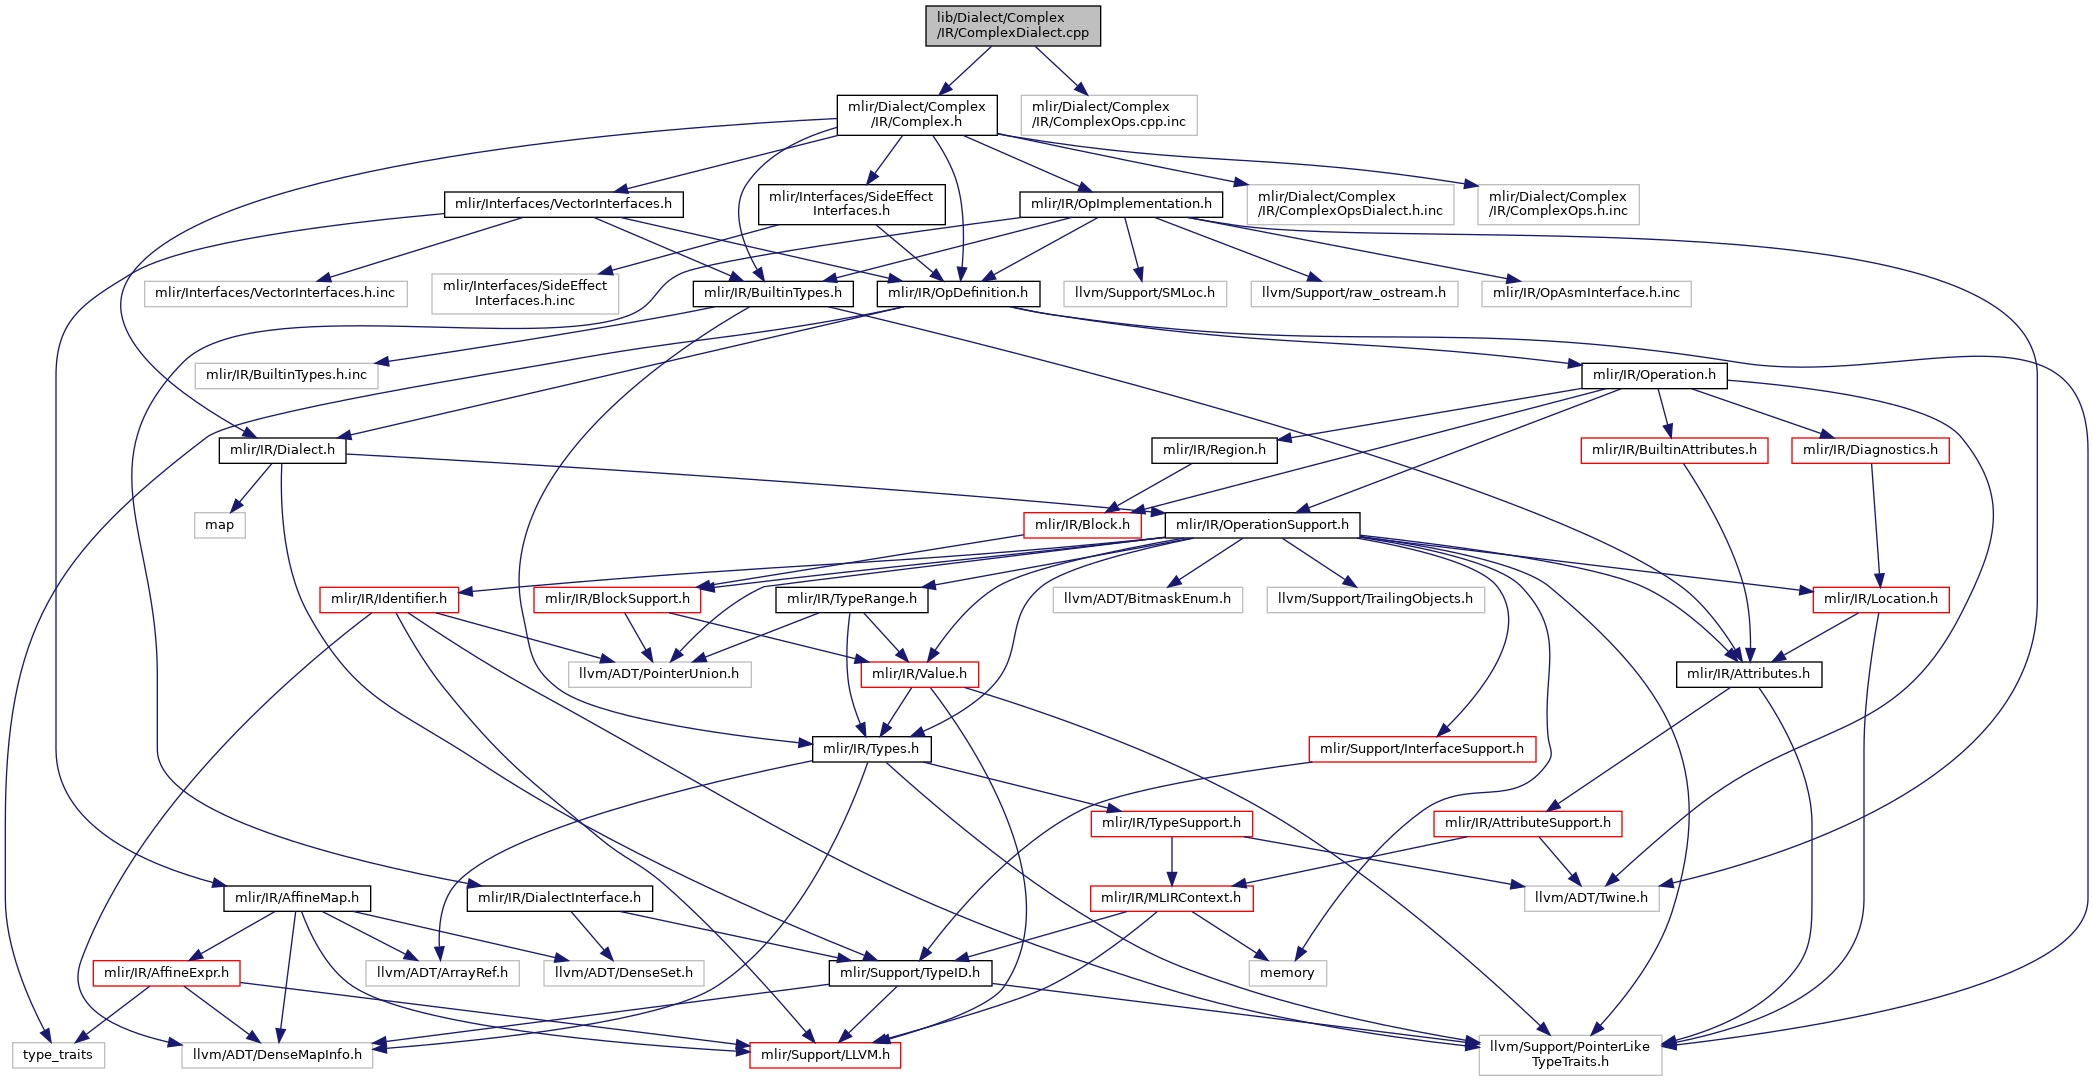 lib/Dialect/Complex
/IR/ComplexDialect.cpp
mlir/Dialect/Complex
/IR/Complex.h
mlir/Dialect/Complex
/IR/ComplexOps.cpp.inc
mlir/Interfaces/VectorInterfaces.h
mlir/Interfaces/SideEffect
Interfaces.h
mlir/IR/OpImplementation.h
mlir/Dialect/Complex
/IR/ComplexOpsDialect.h.inc
mlir/Dialect/Complex
/IR/ComplexOps.h.inc
mlir/Interfaces/VectorInterfaces.h.inc
mlir/Interfaces/SideEffect
Interfaces.h.inc
mlir/IR/BuiltinTypes.h
mlir/IR/OpDefinition.h
llvm/Support/SMLoc.h
llvm/Support/raw_ostream.h
mlir/IR/OpAsmInterface.h.inc
mlir/IR/BuiltinTypes.h.inc
mlir/IR/Operation.h
mlir/IR/Dialect.h
mlir/IR/Region.h
mlir/IR/BuiltinAttributes.h
mlir/IR/Diagnostics.h
map
mlir/IR/Block.h
mlir/IR/OperationSupport.h
mlir/IR/Identifier.h
mlir/IR/BlockSupport.h
mlir/IR/TypeRange.h
llvm/ADT/BitmaskEnum.h
llvm/Support/TrailingObjects.h
mlir/IR/Location.h
llvm/ADT/PointerUnion.h
mlir/IR/Value.h
mlir/IR/Attributes.h
mlir/IR/Types.h
mlir/Support/InterfaceSupport.h
mlir/IR/TypeSupport.h
mlir/IR/AttributeSupport.h
mlir/IR/AffineMap.h
mlir/IR/DialectInterface.h
mlir/IR/MLIRContext.h
llvm/ADT/Twine.h
mlir/IR/AffineExpr.h
llvm/ADT/ArrayRef.h
llvm/ADT/DenseSet.h
mlir/Support/TypeID.h
memory
type_traits
llvm/ADT/DenseMapInfo.h
mlir/Support/LLVM.h
llvm/Support/PointerLike
TypeTraits.h